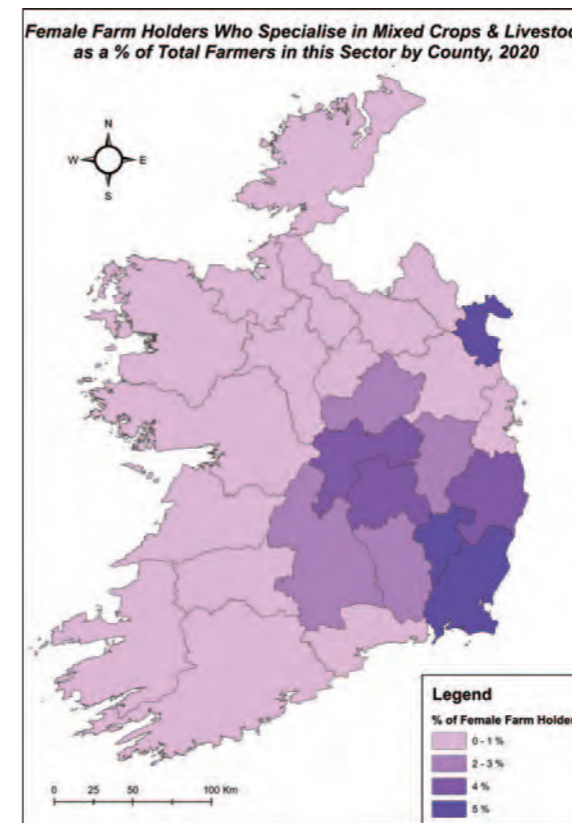 Female Farm Holders Who Specialise in Mixed Crops & Livestoc
as a % of Total Farmers in this Sector by County, 2020
N
W E
S
Legend
% of Female Farm Holder
0 - 1 %
2 - 3 %
4 %
5 %
0 25 50 100 Km